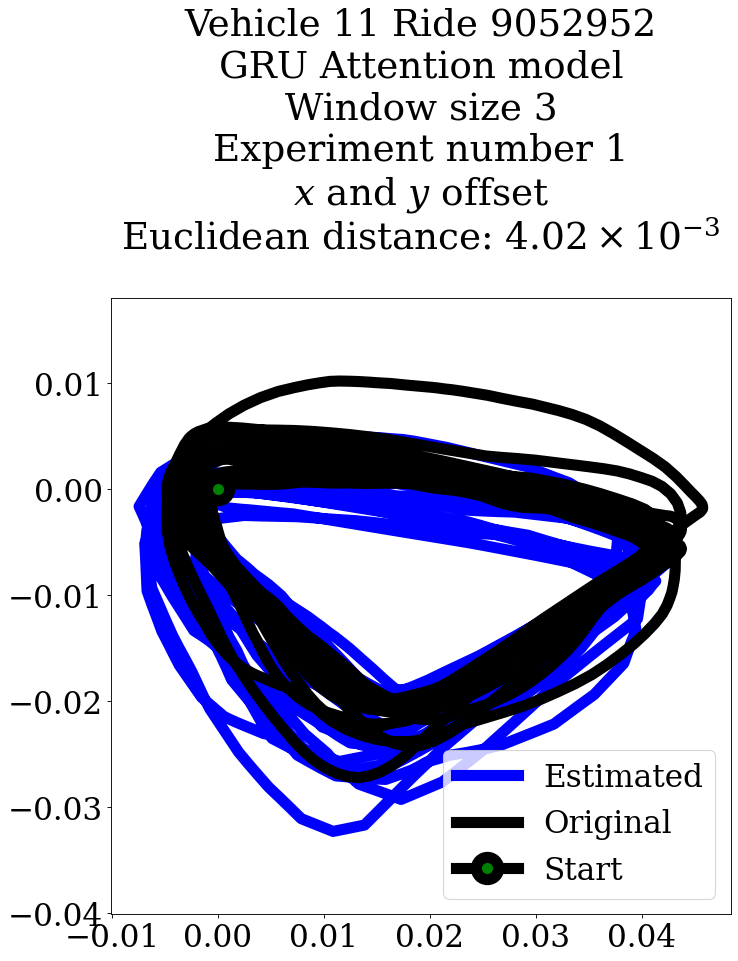 Vehicle 11 Ride 9052952
GRU Attention model
Window size 3
Experiment number 1
x and y offset
Euclidean distance: 4.02 × 10⁻³
0.01
0.00
−0.01
−0.02
−0.03
−0.04
−0.01 0.00 0.01 0.02 0.03 0.04
Estimated
Original
Start